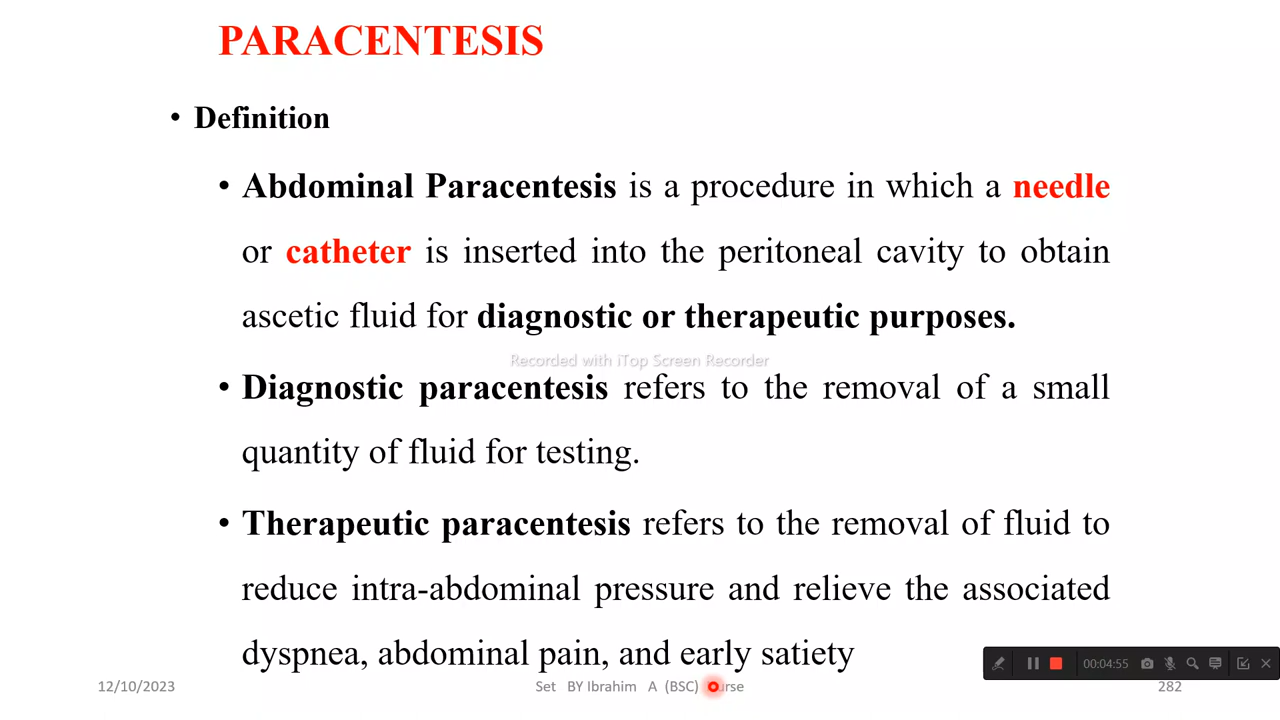 PARACENTESIS
• Definition
• Abdominal Paracentesis is a procedure in which a needle
or catheter is inserted into the peritoneal cavity to obtain
ascetic fluid for diagnostic or therapeutic purposes.
Recorded with iTop Screen Recorder
• Diagnostic paracentesis refers to the removal of a small
quantity of fluid for testing.
• Therapeutic paracentesis refers to the removal of fluid to
reduce intra-abdominal pressure and relieve the associated
dyspnea, abdominal pain, and early satiety
00:04:55
12/10/2023 Set BY Ibrahim A (BSC) 282